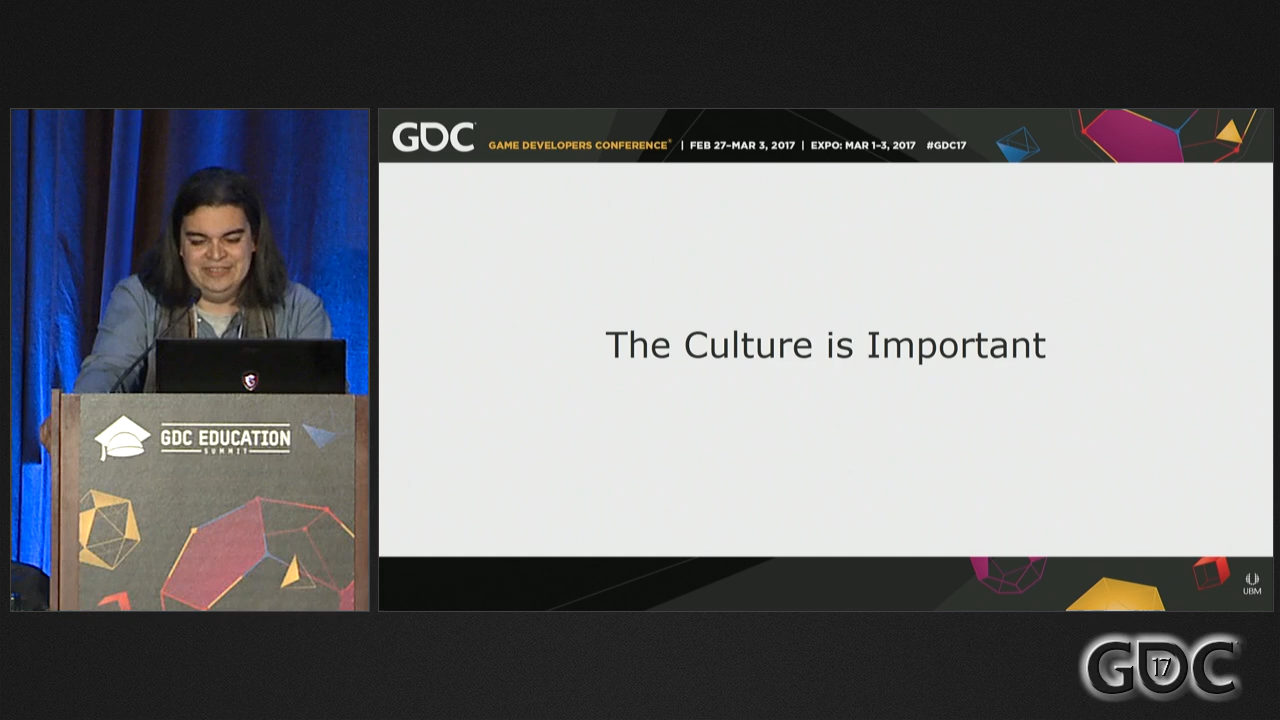 GDC
GAME DEVELOPERS CONFERENCE® | FEB 27–MAR 3, 2017 | EXPO: MAR 1–3, 2017 #GDC17
The Culture is Important
GDC EDUCATION
SUMMIT
UBM
GDC
17